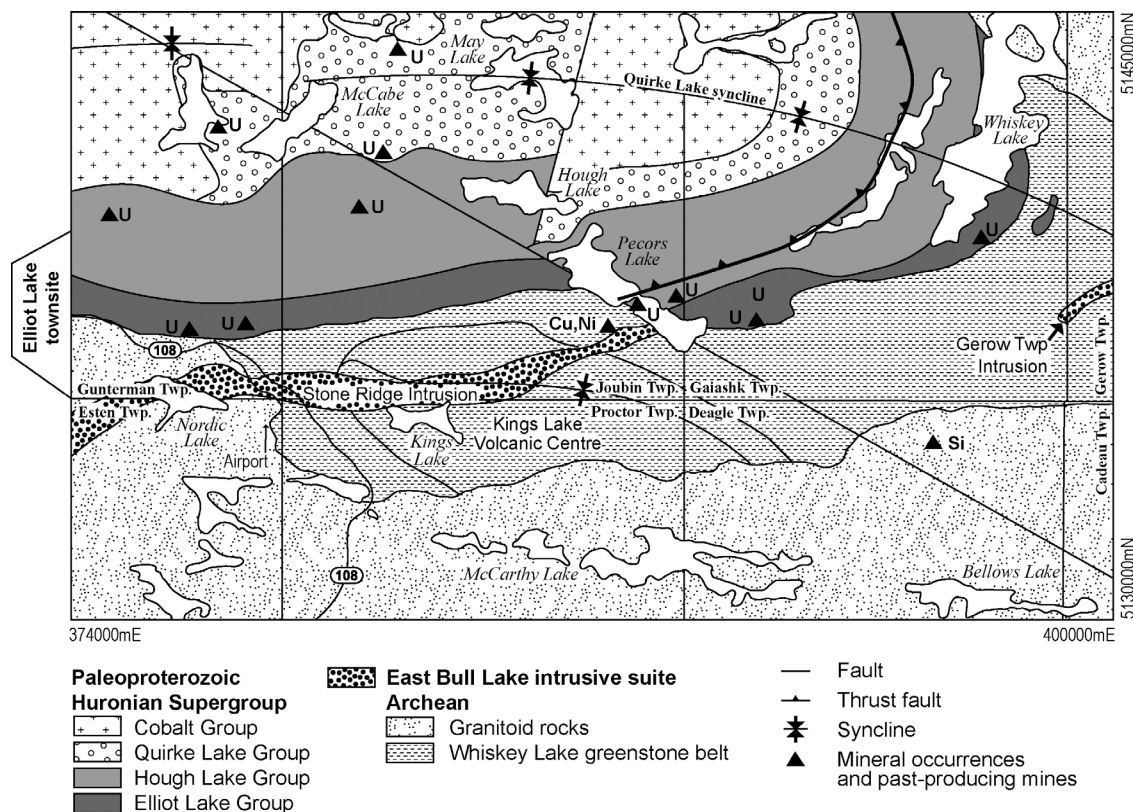 May
Lake
U
5145000mN
Quirke Lake syncline
McCabe
Lake
U
Whiskey
Lake
U
Hough
Lake
U
U
Pecors
Lake
U
Elliot Lake
townsite
U
U
U
U
U
Cu,Ni
108
Gerow Twp
Intrusion
Gerow Twp.
Gunterman Twp.
Stone Ridge Intrusion
Joubin Twp.
Gaiashk Twp.
Esten Twp.
Proctor Twp.
Deagle Twp.
Nordic
Lake
Kings
Lake
Kings Lake
Volcanic Centre
Si
Cadeau Twp.
Airport
108
McCarthy Lake
Bellows Lake
5130000mN
374000mE
400000mE
Paleoproterozoic
Huronian Supergroup
Cobalt Group
Quirke Lake Group
Hough Lake Group
Elliot Lake Group
East Bull Lake intrusive suite
Archean
Granitoid rocks
Whiskey Lake greenstone belt
Fault
Thrust fault
Syncline
Mineral occurrences
and past-producing mines